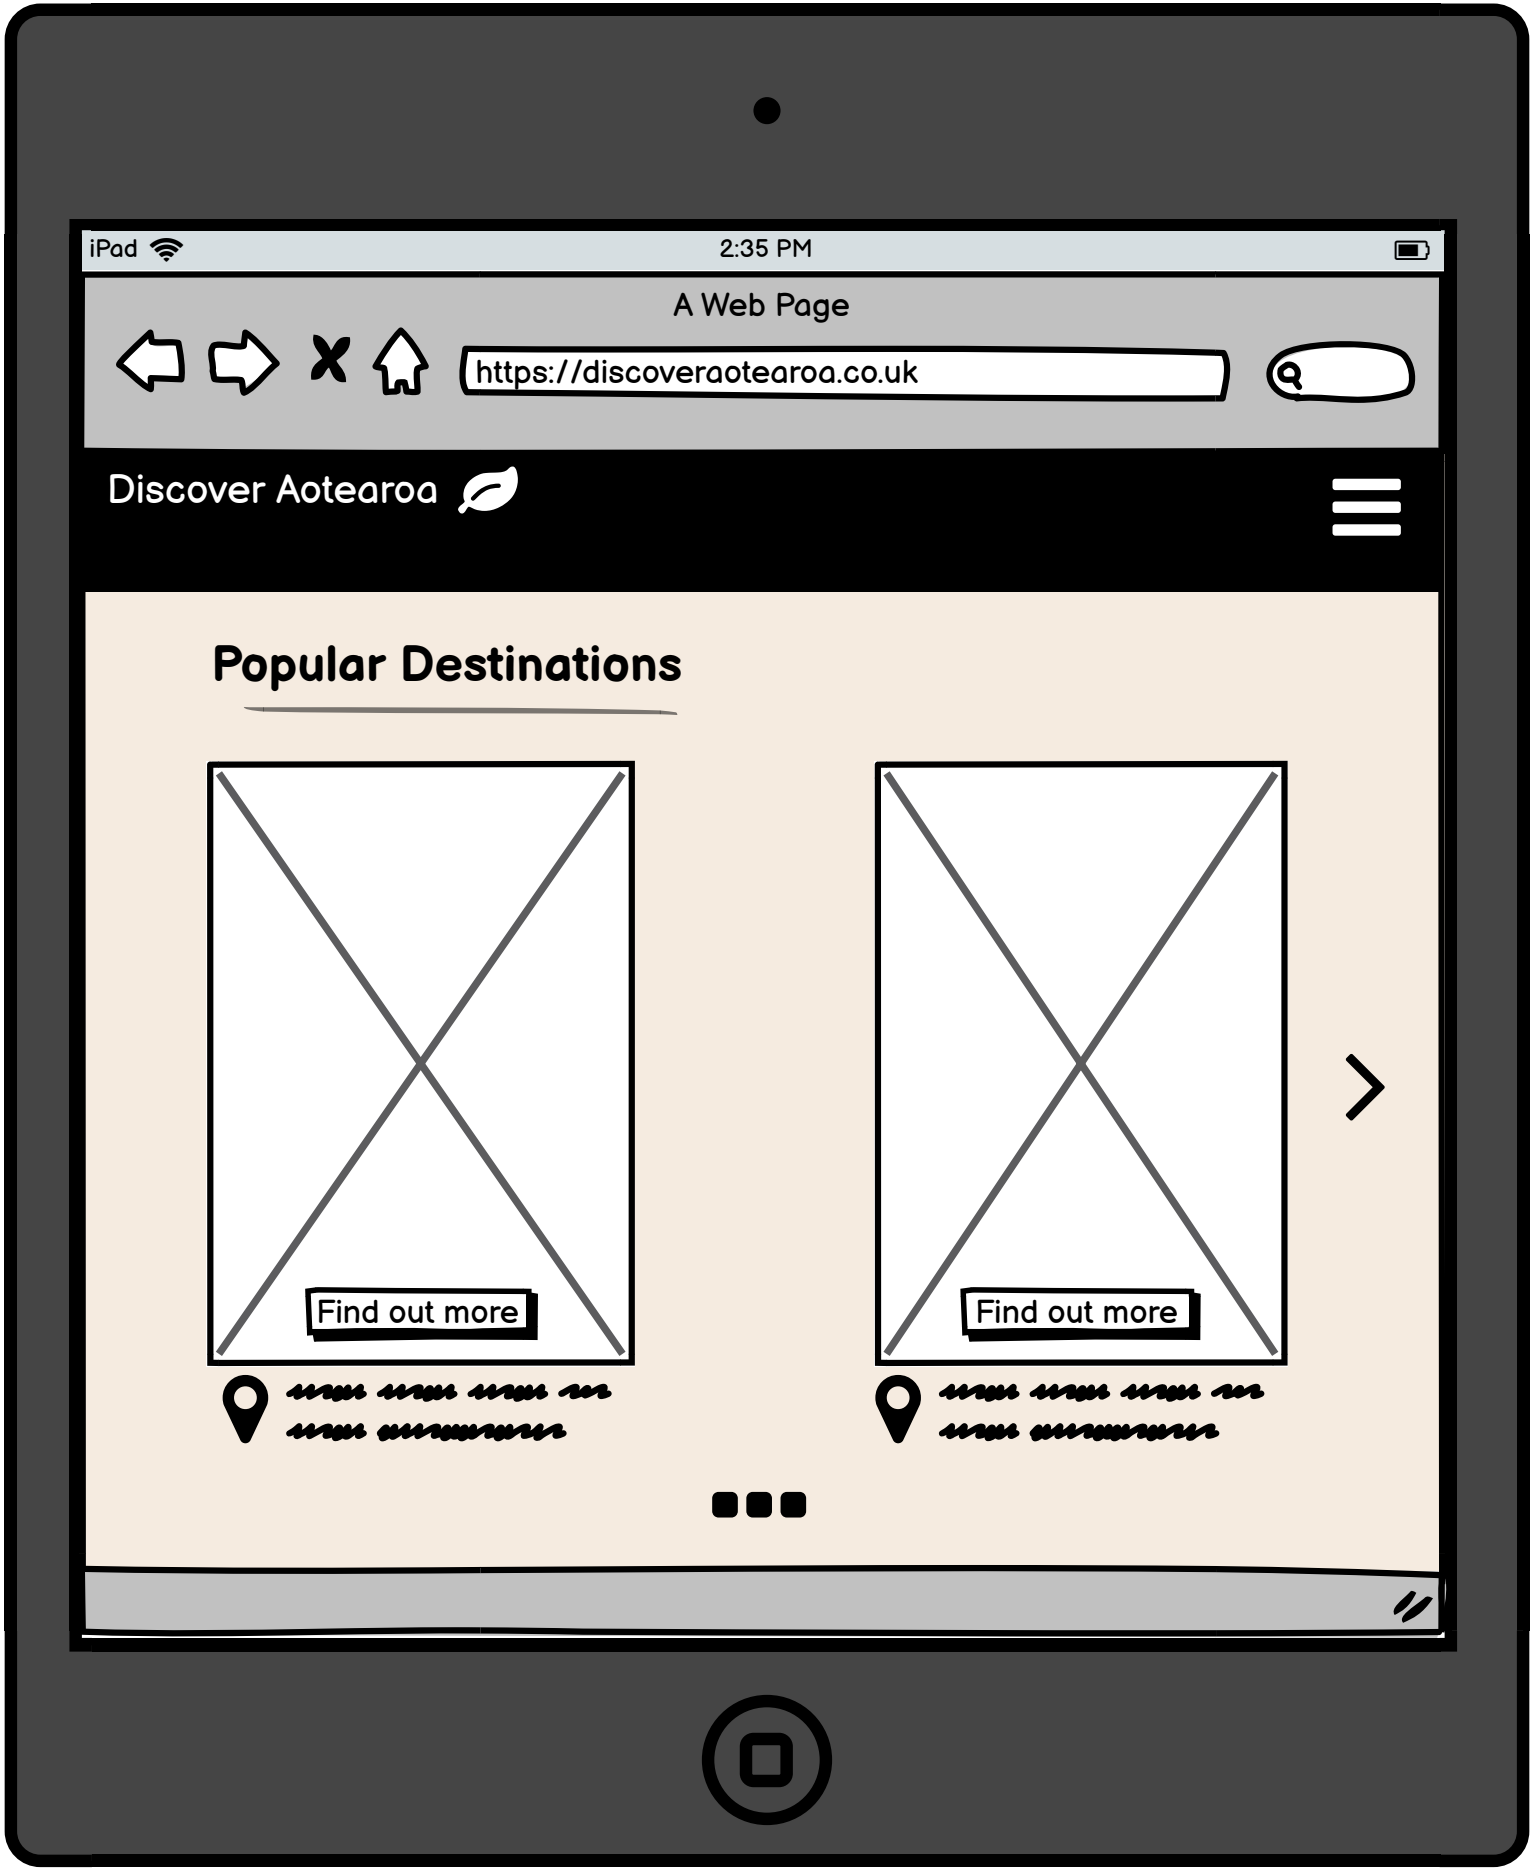 iPad
2:35 PM
A Web Page
https://discoveraotearoa.co.uk
Discover Aotearoa
Popular Destinations
Find out more
Find out more